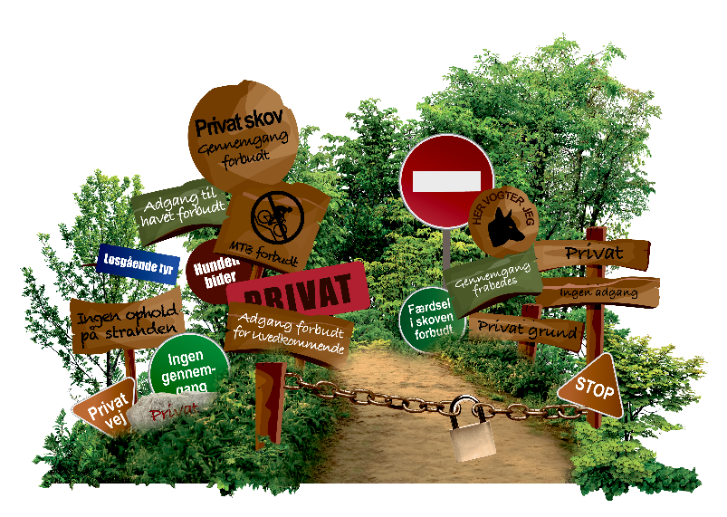 Privat skov
Gennemgang
forbudt
Adgang til
havet forbudt
MTB forbudt
Løsgående tyr
Hunden
bider
PRIVAT
Ingen ophold
på stranden
Adgang forbudt
for uvedkommende
Ingen
gennem-
gang
Privat
vej
Privat
HER VOGTER JEG
Privat
Gennemgang
frabedes
Ingen adgang
Færdsel
i skoven
forbudt
Privat grund
STOP